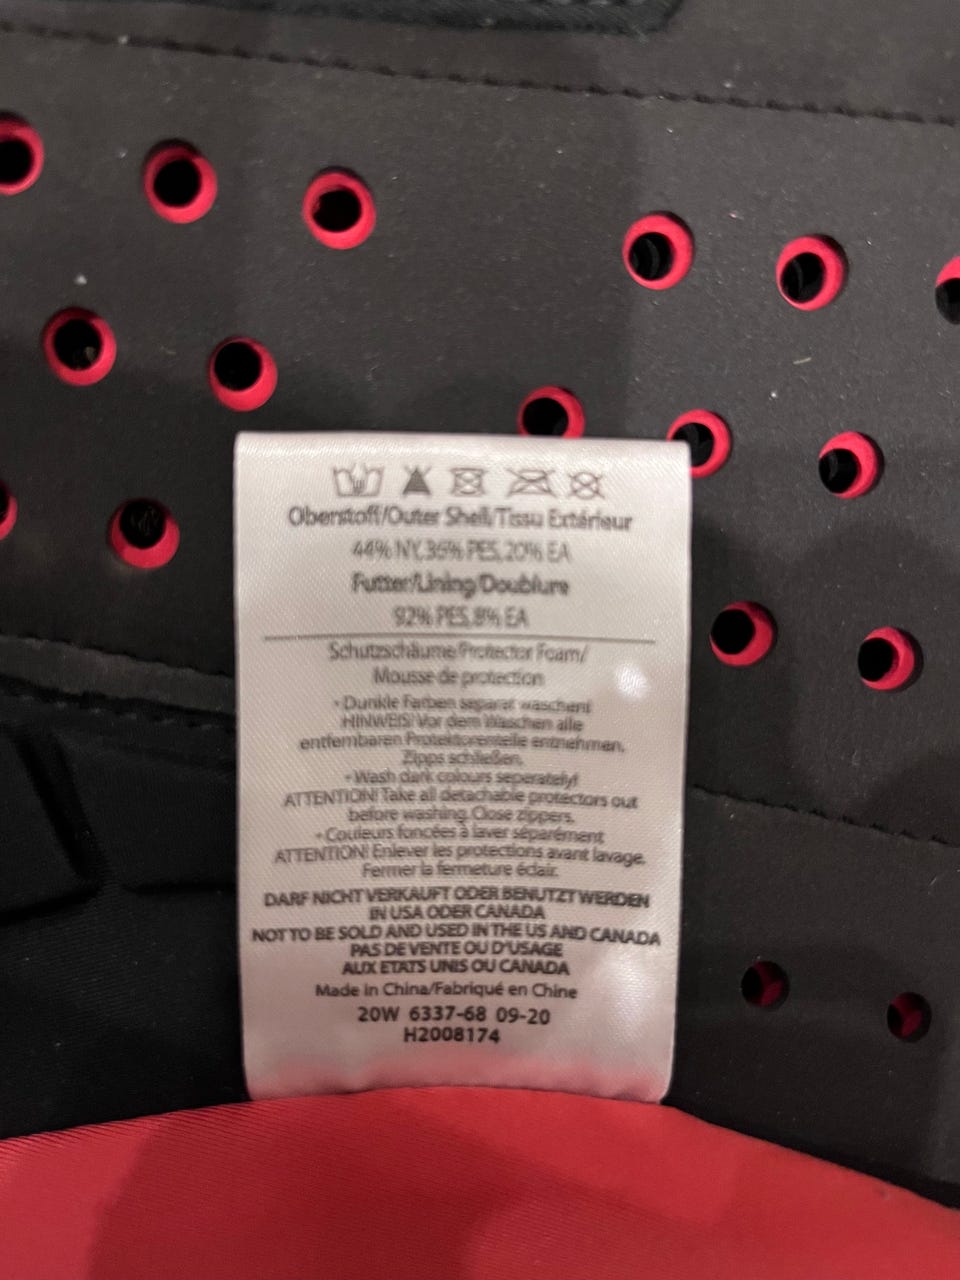 Oberstoff/Outer Shell/Tissu Extérieur
44% NY, 36% PES, 20% EA
Futter/Lining/Doublure
92% PES, 8% EA
Schutzschäume/Protector Foam/
Mousse de protection
• Dunkle Farben separat waschen!
HINWEIS! Vor dem Waschen alle
entfernbaren Protektorenteile entnehmen,
Zipps schließen.
• Wash dark colours seperately!
ATTENTION! Take all detachable protectors out
before washing. Close zippers.
• Couleurs foncées à laver séparément
ATTENTION! Enlever les protections avant lavage.
Fermer la fermeture éclair.
DARF NICHT VERKAUFT ODER BENUTZT WERDEN
IN USA ODER CANADA
NOT TO BE SOLD AND USED IN THE US AND CANADA
PAS DE VENTE OU D'USAGE
AUX ETATS UNIS OU CANADA
Made in China/Fabriqué en Chine
20W 6337-68 09-20
H2008174